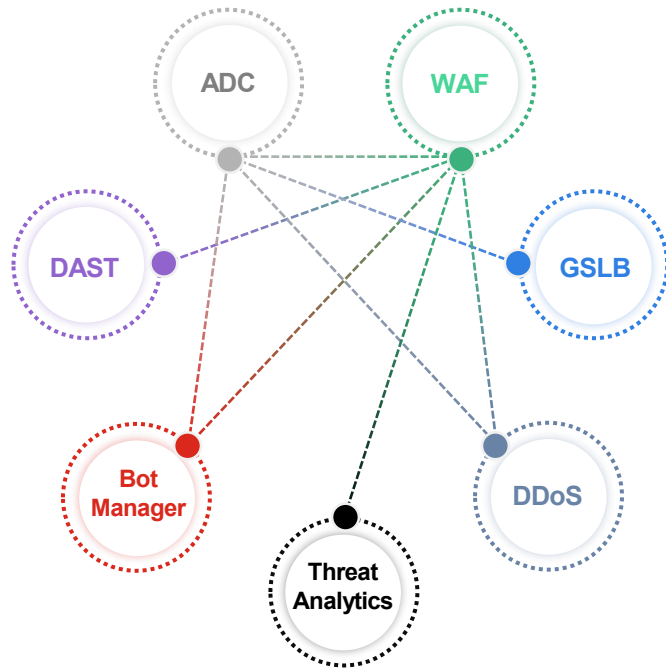 ADC
WAF
DAST
GSLB
Bot
Manager
DDoS
Threat
Analytics